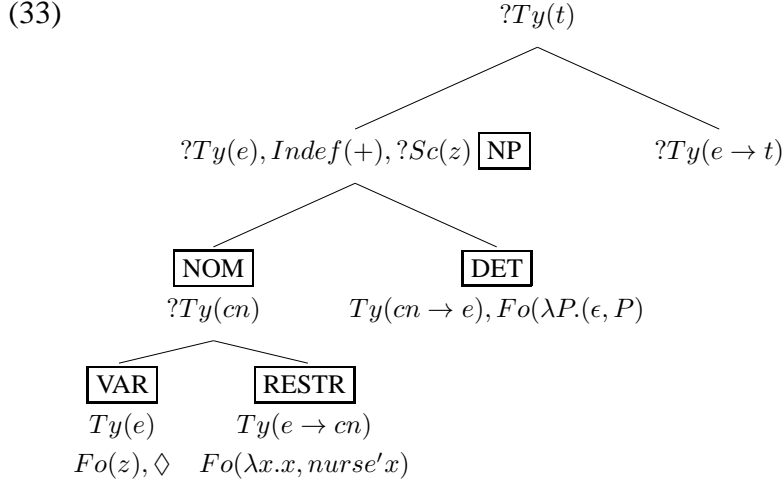 (33)
?Ty(t)
?Ty(e), Indef(+), ?Sc(z) NP ?Ty(e → t)
NOM DET
?Ty(cn) Ty(cn → e), Fo(λP.(ϵ, P)
VAR RESTR
Ty(e) Ty(e → cn)
Fo(z), ♢ Fo(λx.x, nurse′x)